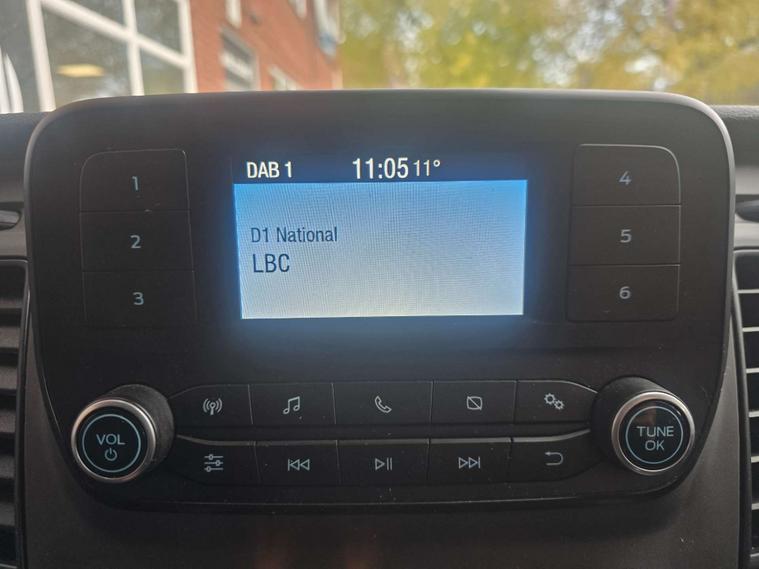 DAB 1 11:05 11°
D1 National
LBC
1
2
3
4
5
6
VOL
TUNE
OK